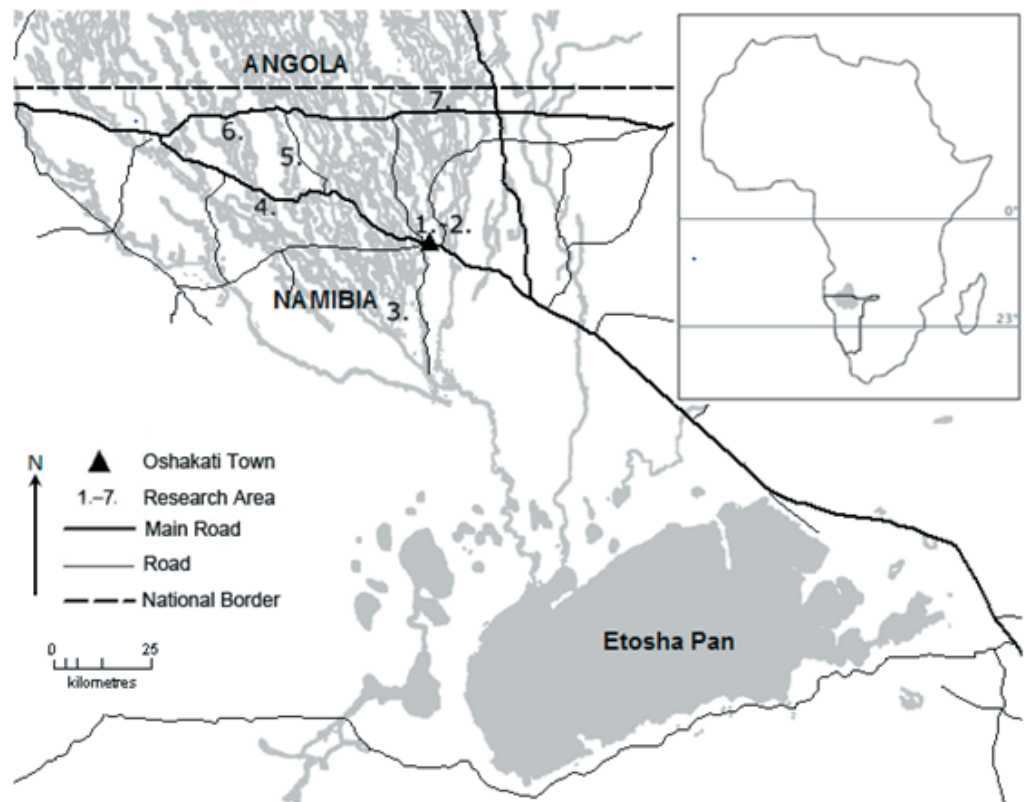 ANGOLA
7.
6.
5.
4.
1.-2.
NAMIBIA
3.
0°
23°
N
Oshakati Town
1.–7. Research Area
Main Road
Road
National Border
0 25
kilometres
Etosha Pan